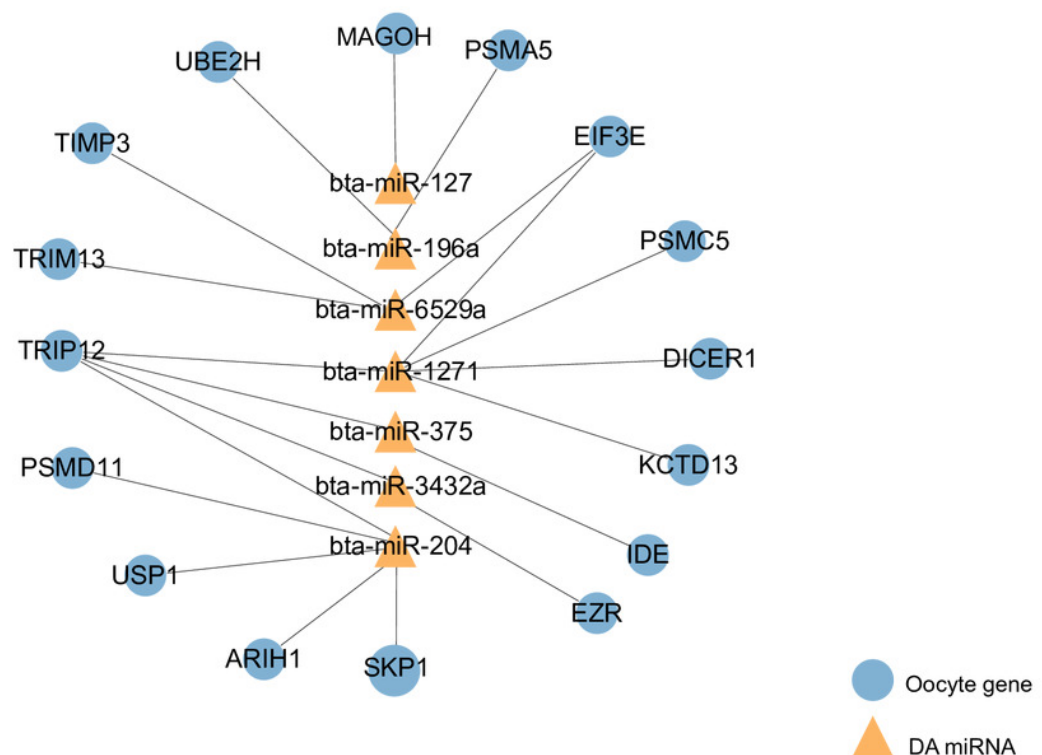 MAGOH
PSMA5
UBE2H
EIF3E
TIMP3
bta-miR-127
PSMC5
bta-miR-196a
TRIM13
bta-miR-6529a
TRIP12
DICER1
bta-miR-1271
bta-miR-375
KCTD13
PSMD11
bta-miR-3432a
bta-miR-204
IDE
USP1
EZR
ARIH1
SKP1
Oocyte gene
DA miRNA